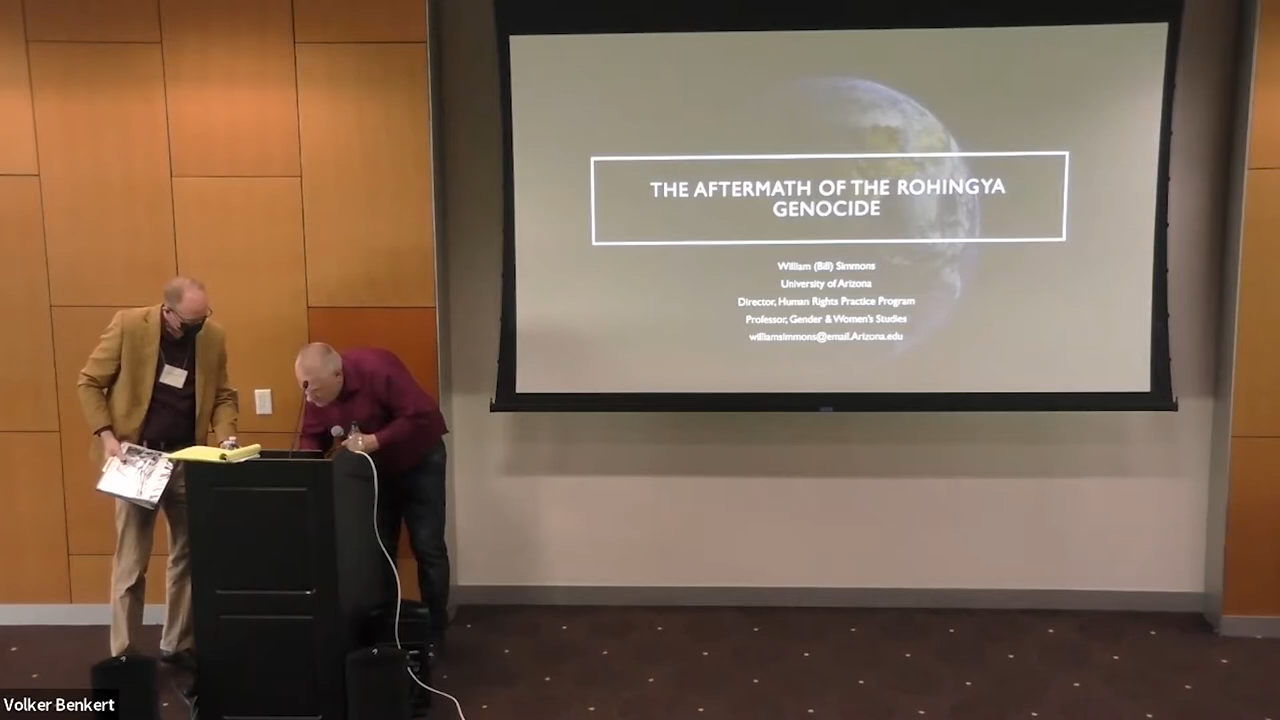 THE AFTERMATH OF THE ROHINGYA
GENOCIDE
William (Bill) Simmons
University of Arizona
Director, Human Rights Practice Program
Professor, Gender & Women's Studies
williamsimmons@email.Arizona.edu
Volker Benkert